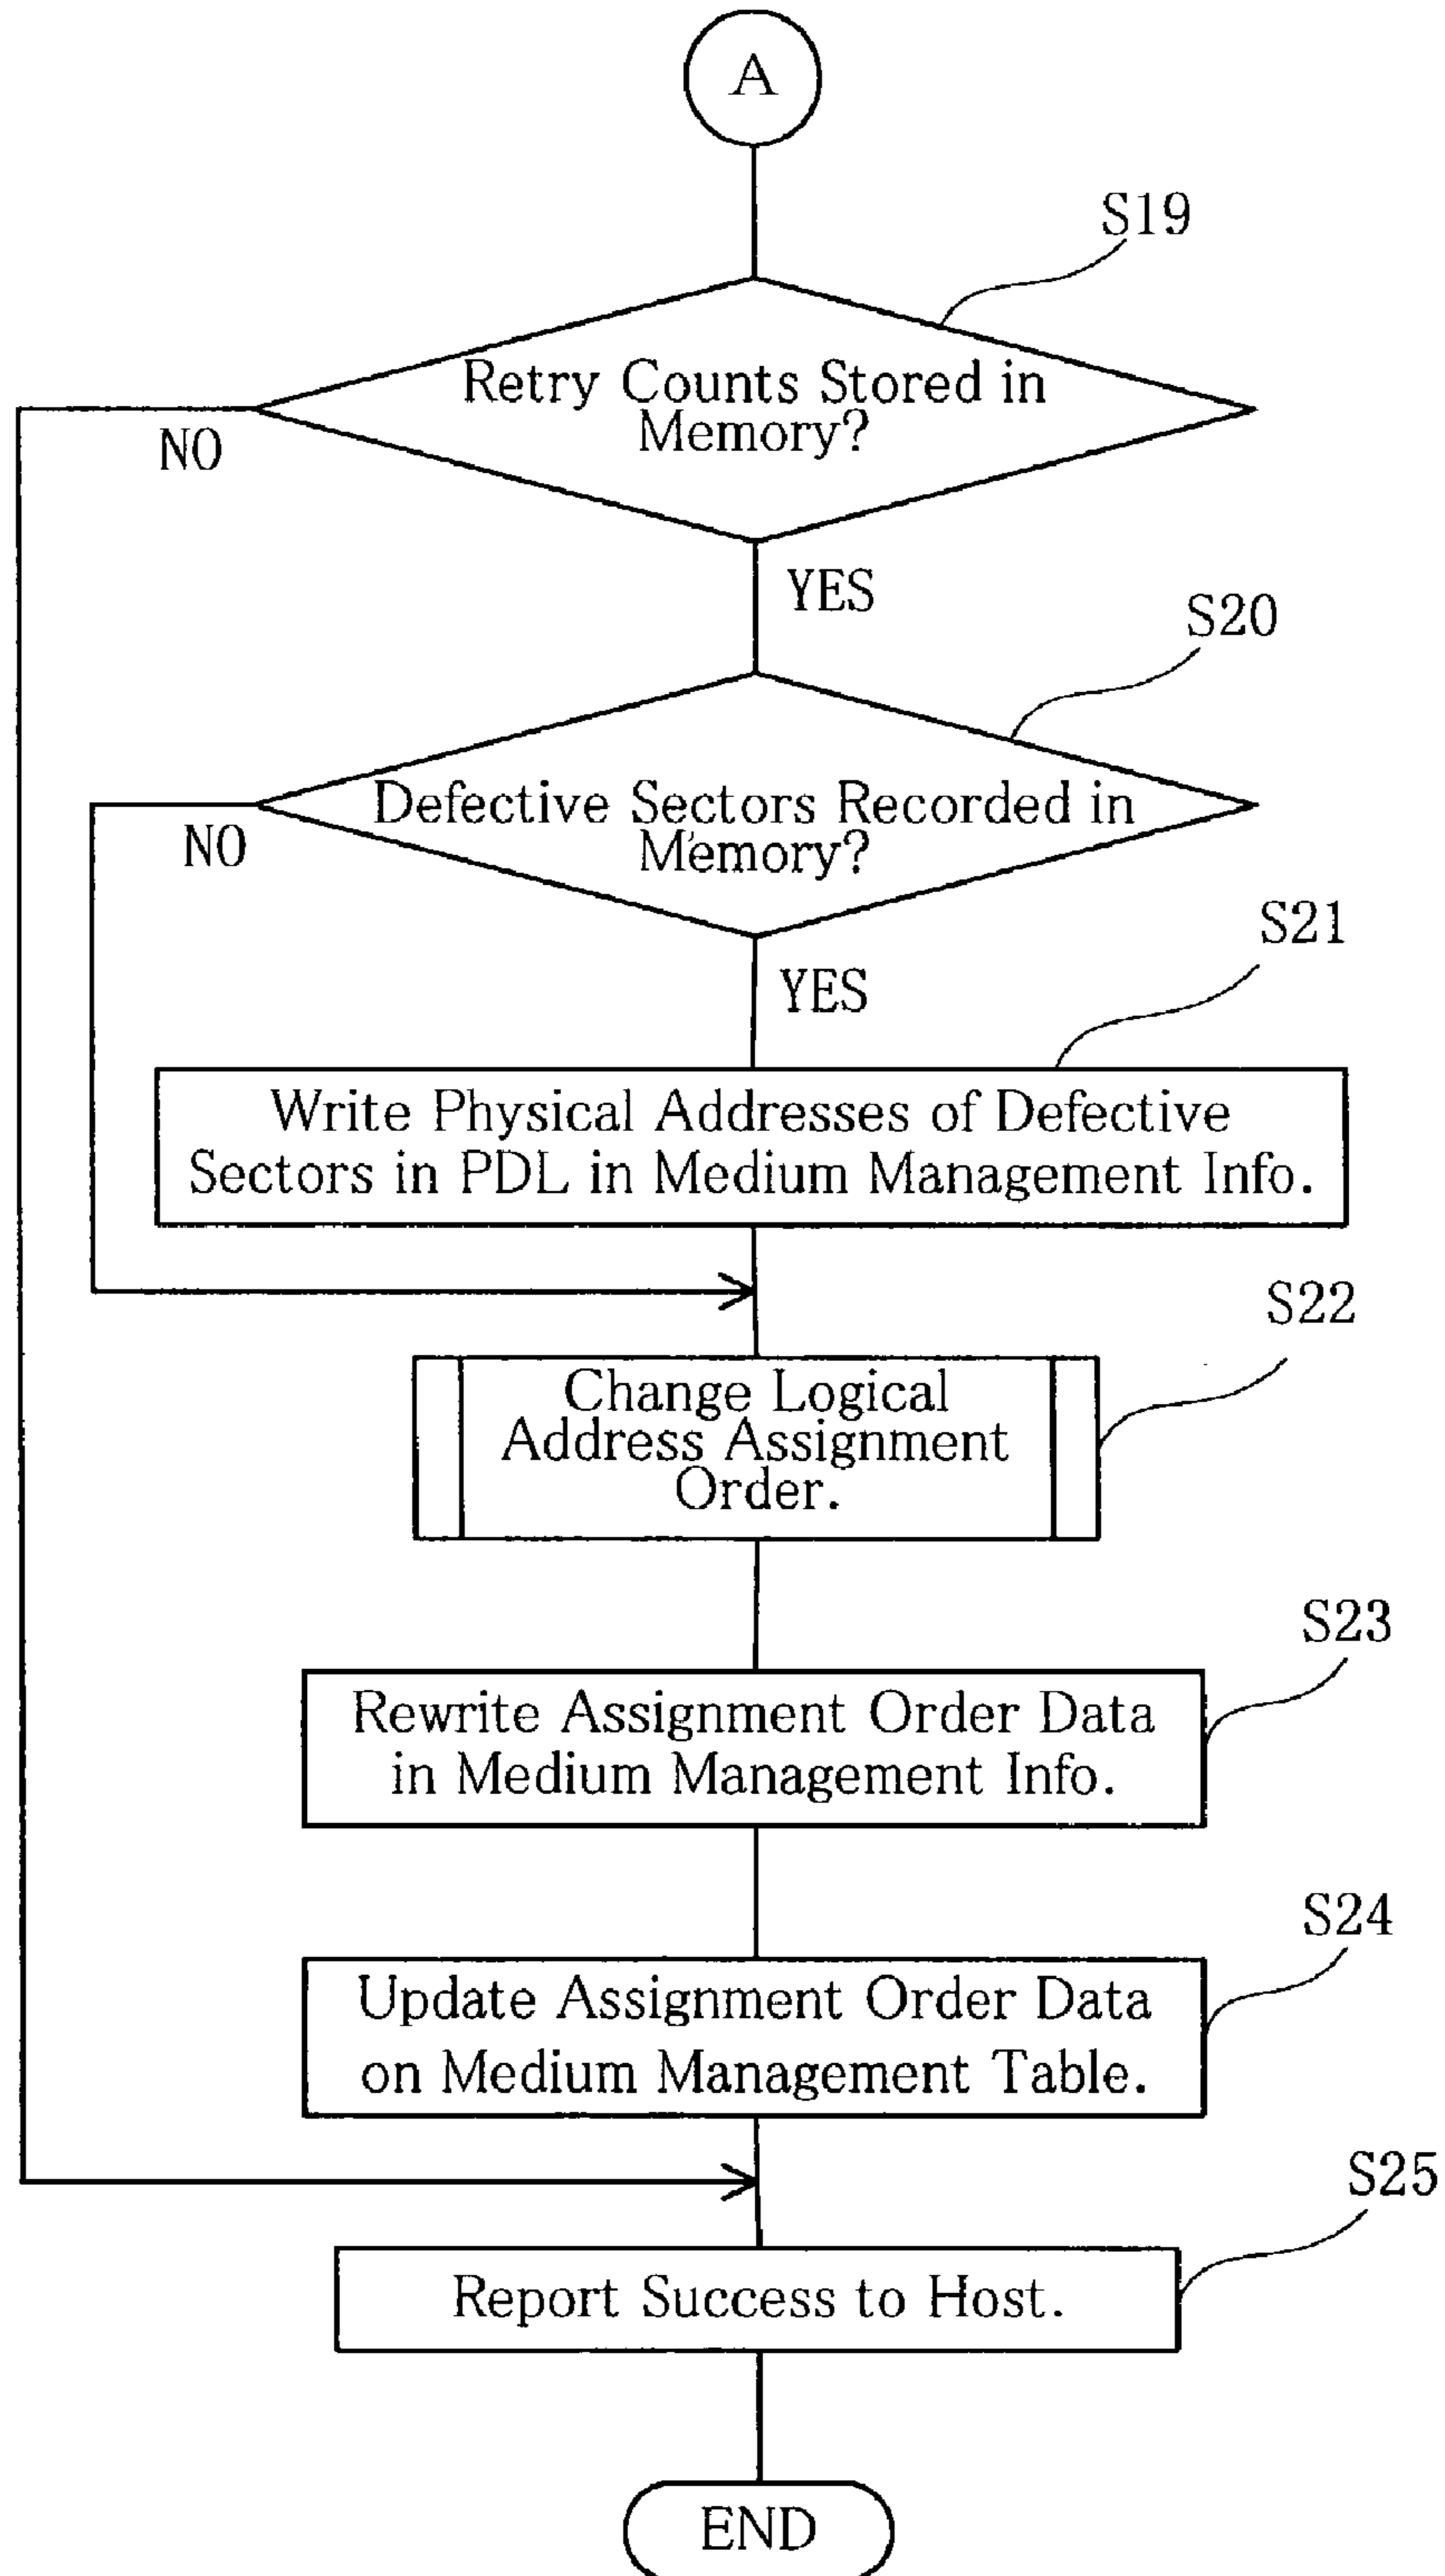 A
S19
Retry Counts Stored in
Memory?
NO
YES
S20
Defective Sectors Recorded in
Memory?
NO
YES
S21
Write Physical Addresses of Defective
Sectors in PDL in Medium Management Info.
S22
Change Logical
Address Assignment
Order.
S23
Rewrite Assignment Order Data
in Medium Management Info.
S24
Update Assignment Order Data
on Medium Management Table.
S25
Report Success to Host.
END